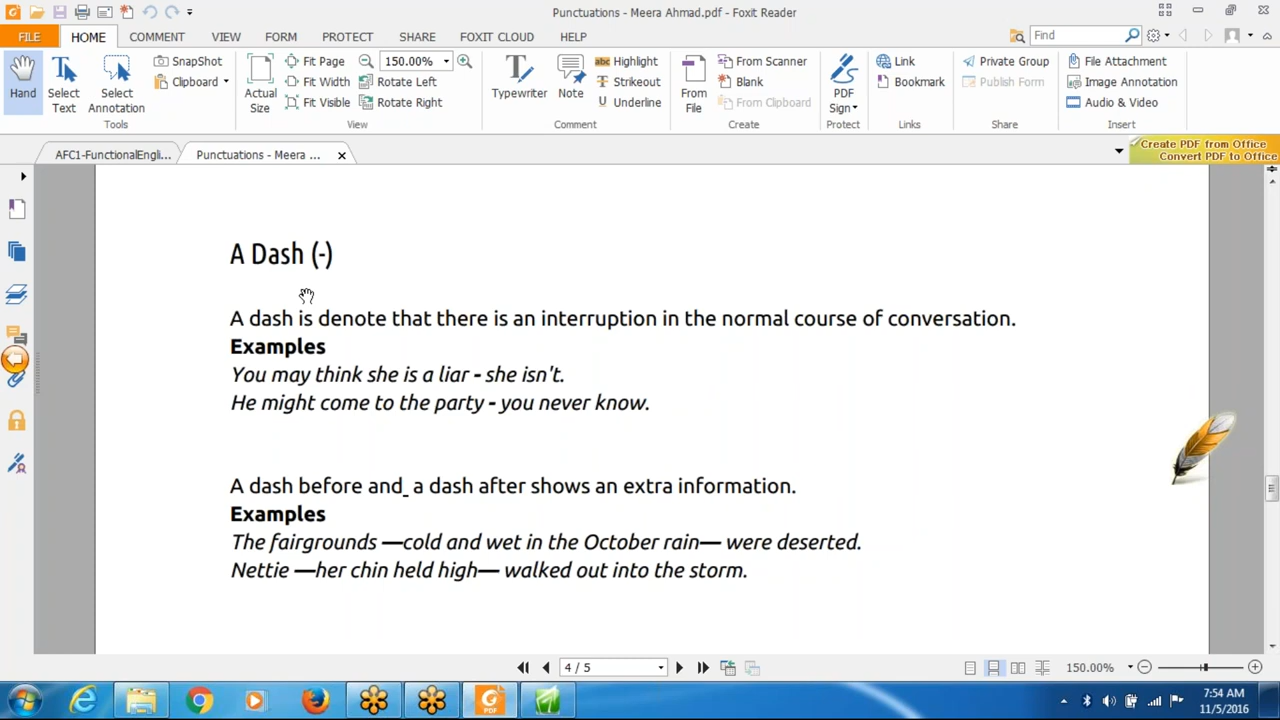 Punctuations - Meera Ahmad.pdf - Foxit Reader
FILE HOME COMMENT VIEW FORM PROTECT SHARE FOXIT CLOUD HELP Find
Hand Select Text Select Annotation SnapShot Clipboard Tools
Actual Size Fit Page Fit Width Fit Visible 150.00% Rotate Left Rotate Right View
Typewriter Note Highlight Strikeout Underline Comment
From File From Scanner Blank From Clipboard Create
PDF Sign Protect
Link Bookmark Links
Private Group Publish Form Share
File Attachment Image Annotation Audio & Video Insert
AFC1-FunctionalEngli... Punctuations - Meera ...
Create PDF from Office
Convert PDF to Office
A Dash (-)
A dash is denote that there is an interruption in the normal course of conversation.
Examples
You may think she is a liar - she isn't.
He might come to the party - you never know.
A dash before and_ a dash after shows an extra information.
Examples
The fairgrounds —cold and wet in the October rain— were deserted.
Nettie —her chin held high— walked out into the storm.
4 / 5 150.00%
PDF
7:54 AM
11/5/2016